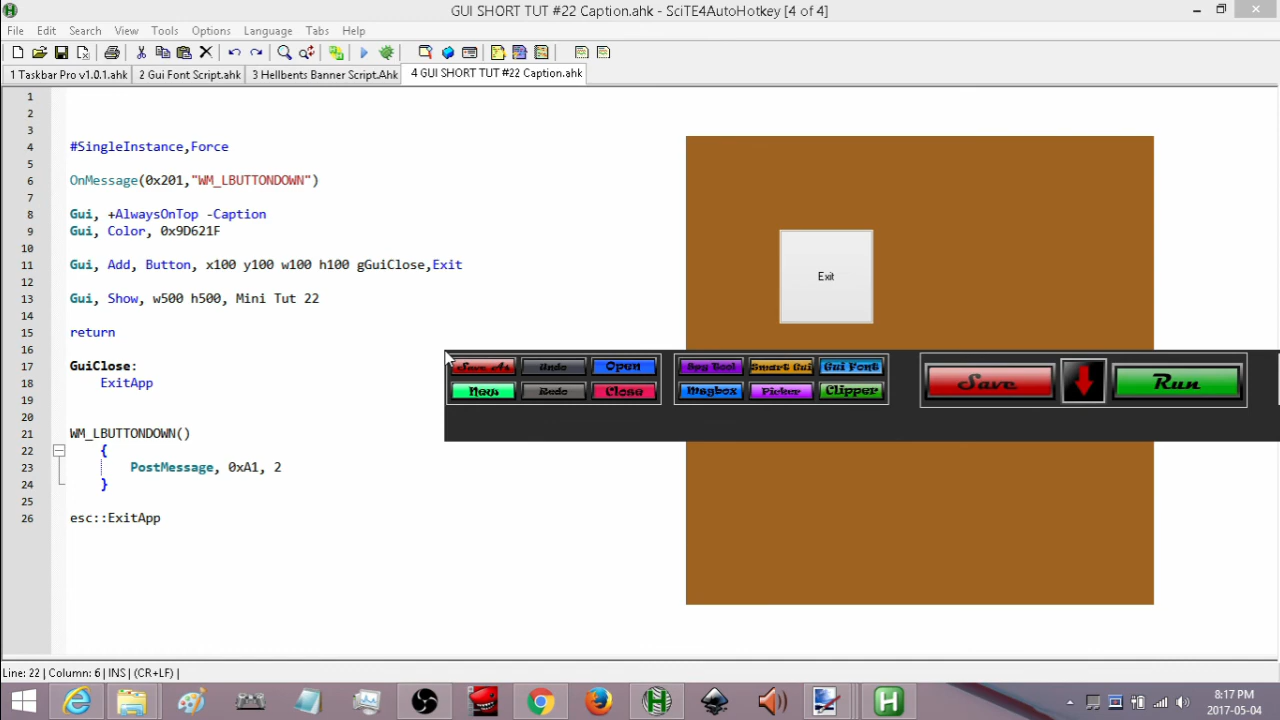 GUI SHORT TUT #22 Caption.ahk - SciTE4AutoHotkey [4 of 4]
File Edit Search View Tools Options Language Tabs Help
1 Taskbar Pro v1.0.1.ahk 2 Gui Font Script.ahk 3 Hellbents Banner Script.Ahk 4 GUI SHORT TUT #22 Caption.ahk
1
2
3
4 #SingleInstance,Force
5
6 OnMessage(0x201,"WM_LBUTTONDOWN")
7
8 Gui, +AlwaysOnTop -Caption
9 Gui, Color, 0x9D621F
10
11 Gui, Add, Button, x100 y100 w100 h100 gGuiClose,Exit
12
13 Gui, Show, w500 h500, Mini Tut 22
14
15 return
16
17 GuiClose:
18 ExitApp
19
20
21 WM_LBUTTONDOWN()
22 {
23 PostMessage, 0xA1, 2
24 }
25
26 esc::ExitApp
Exit
Save As Undo Open Spy Tool Smart Gui Gui Font
New Redo Close Msgbox Picker Clipper
Save Run
Line: 22 | Column: 6 | INS | (CR+LF) |
8:17 PM
2017-05-04